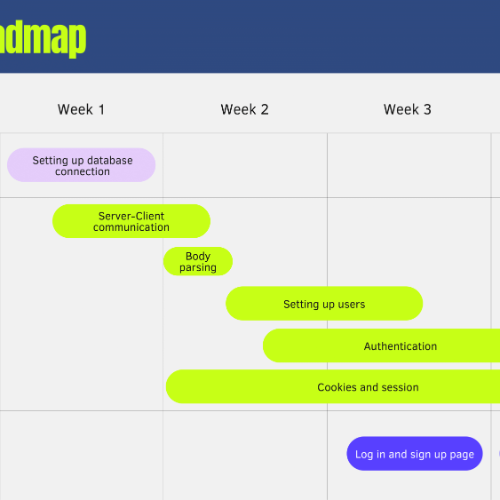 admap
Week 1
Week 2
Week 3
Setting up database
connection
Server-Client
communication
Body
parsing
Setting up users
Authentication
Cookies and session
Log in and sign up page